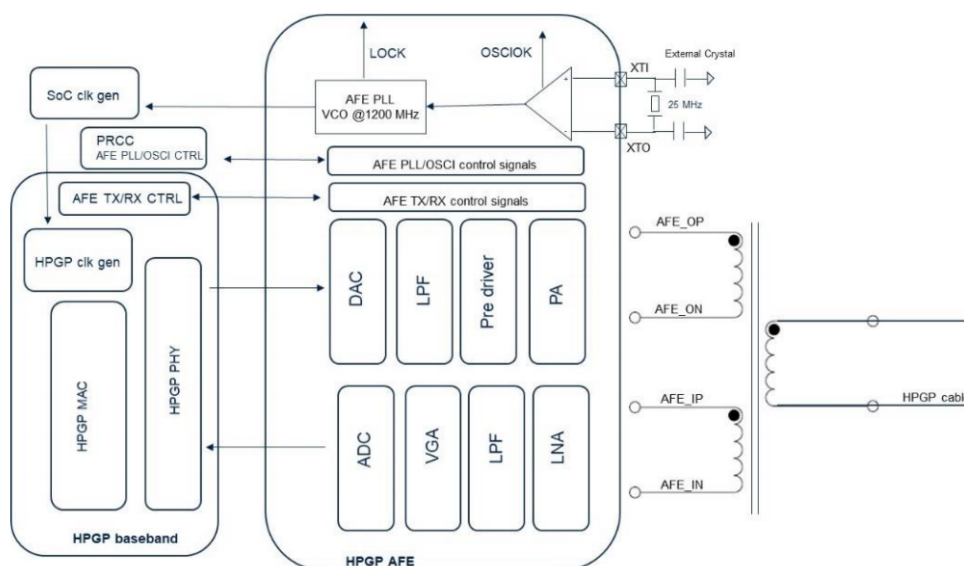 LOCK
OSCIOK
External Crystal
XTI
SoC clk gen
AFE PLL
VCO @1200 MHz
25 MHz
XTO
PRCC
AFE PLL/OSCI CTRL
AFE PLL/OSCI control signals
AFE TX/RX CTRL
AFE TX/RX control signals
HPGP clk gen
HPGP MAC
HPGP PHY
DAC
LPF
Pre driver
PA
AFE_OP
AFE_ON
ADC
VGA
LPF
LNA
AFE_IP
AFE_IN
HPGP cabl
HPGP baseband
HPGP AFE